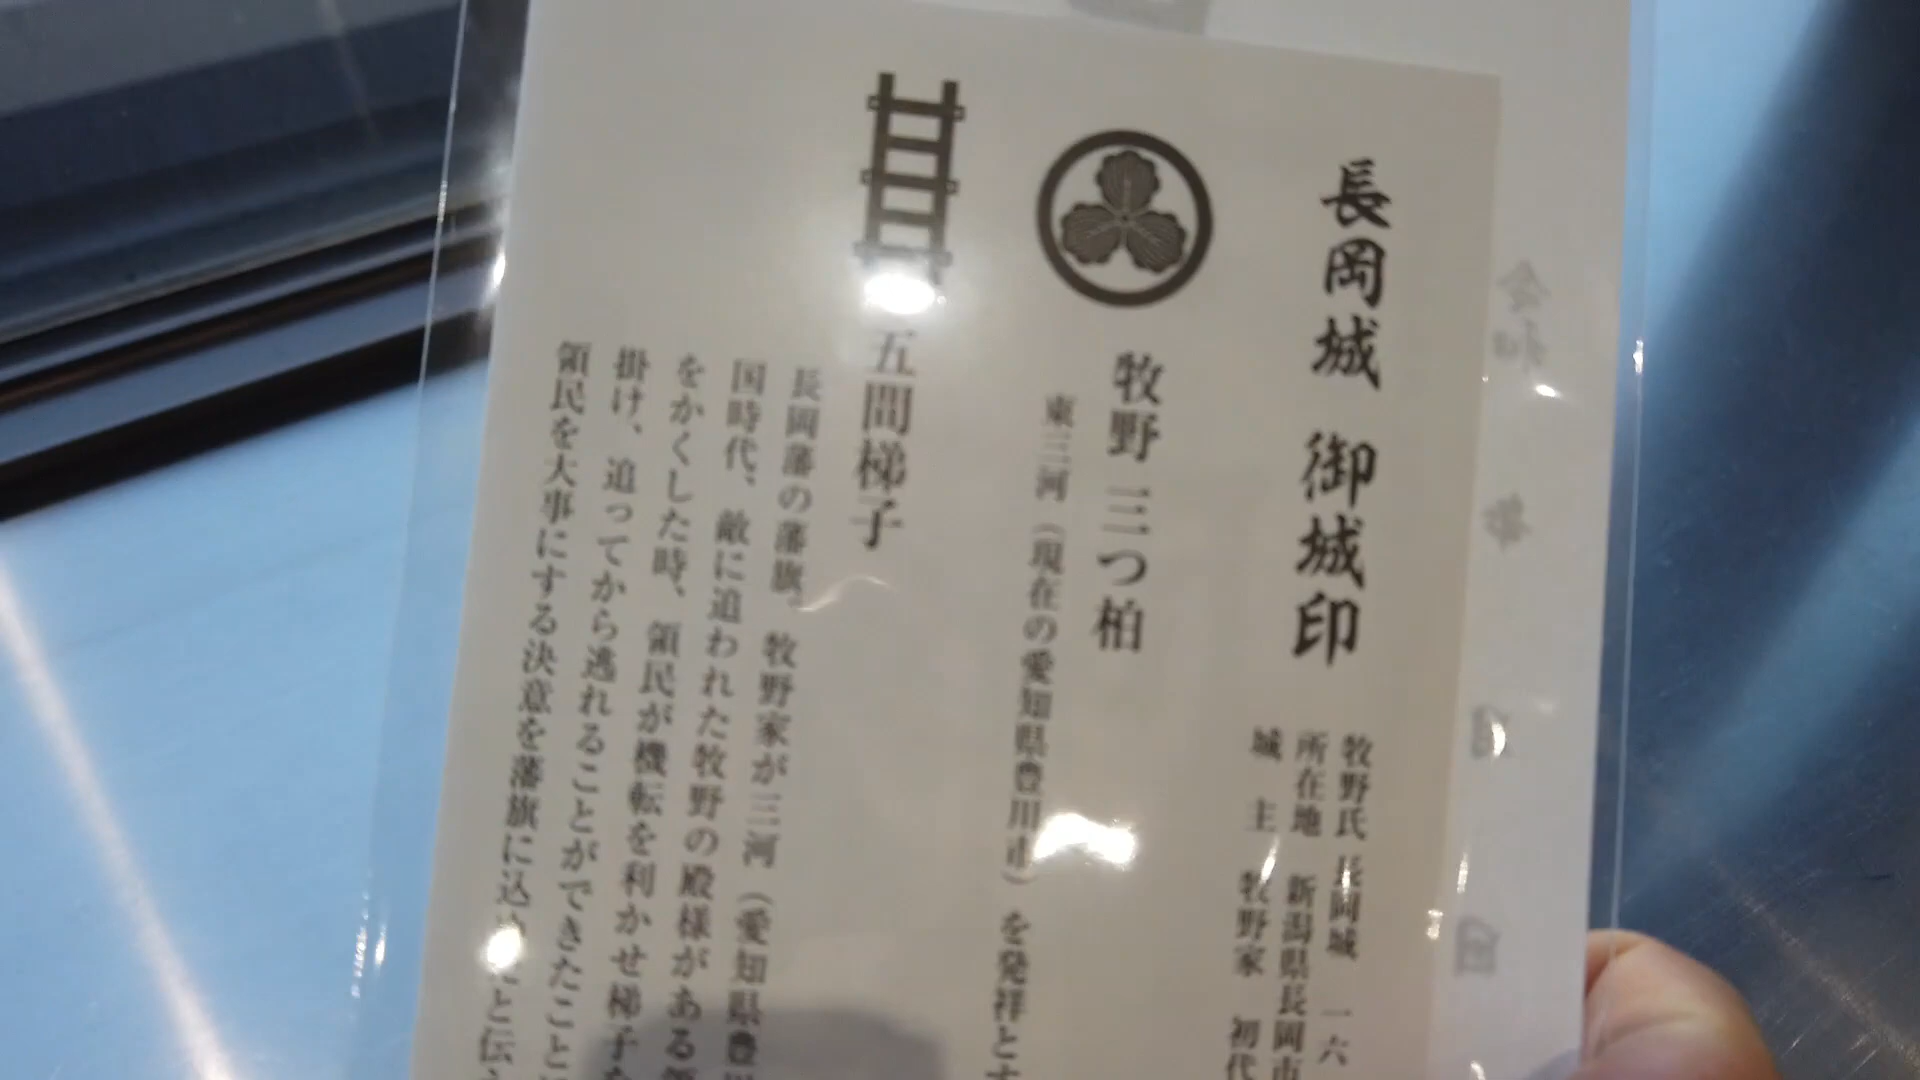 長岡城 御城印
牧野氏 長岡城 一六
所在地 新潟県長岡市
城 主 牧野家 初代
牧野 三つ柏
東三河（現在の愛知県豊川市）を発祥とす
五間梯子
長岡藩の藩旗。牧野家が三河（愛知県豊川
国時代、敵に追われた牧野の殿様がある
をかくした時、領民が機転を利かせ梯子
掛け、追ってから逃れることができたこと
領民を大事にする決意を藩旗に込めたと伝